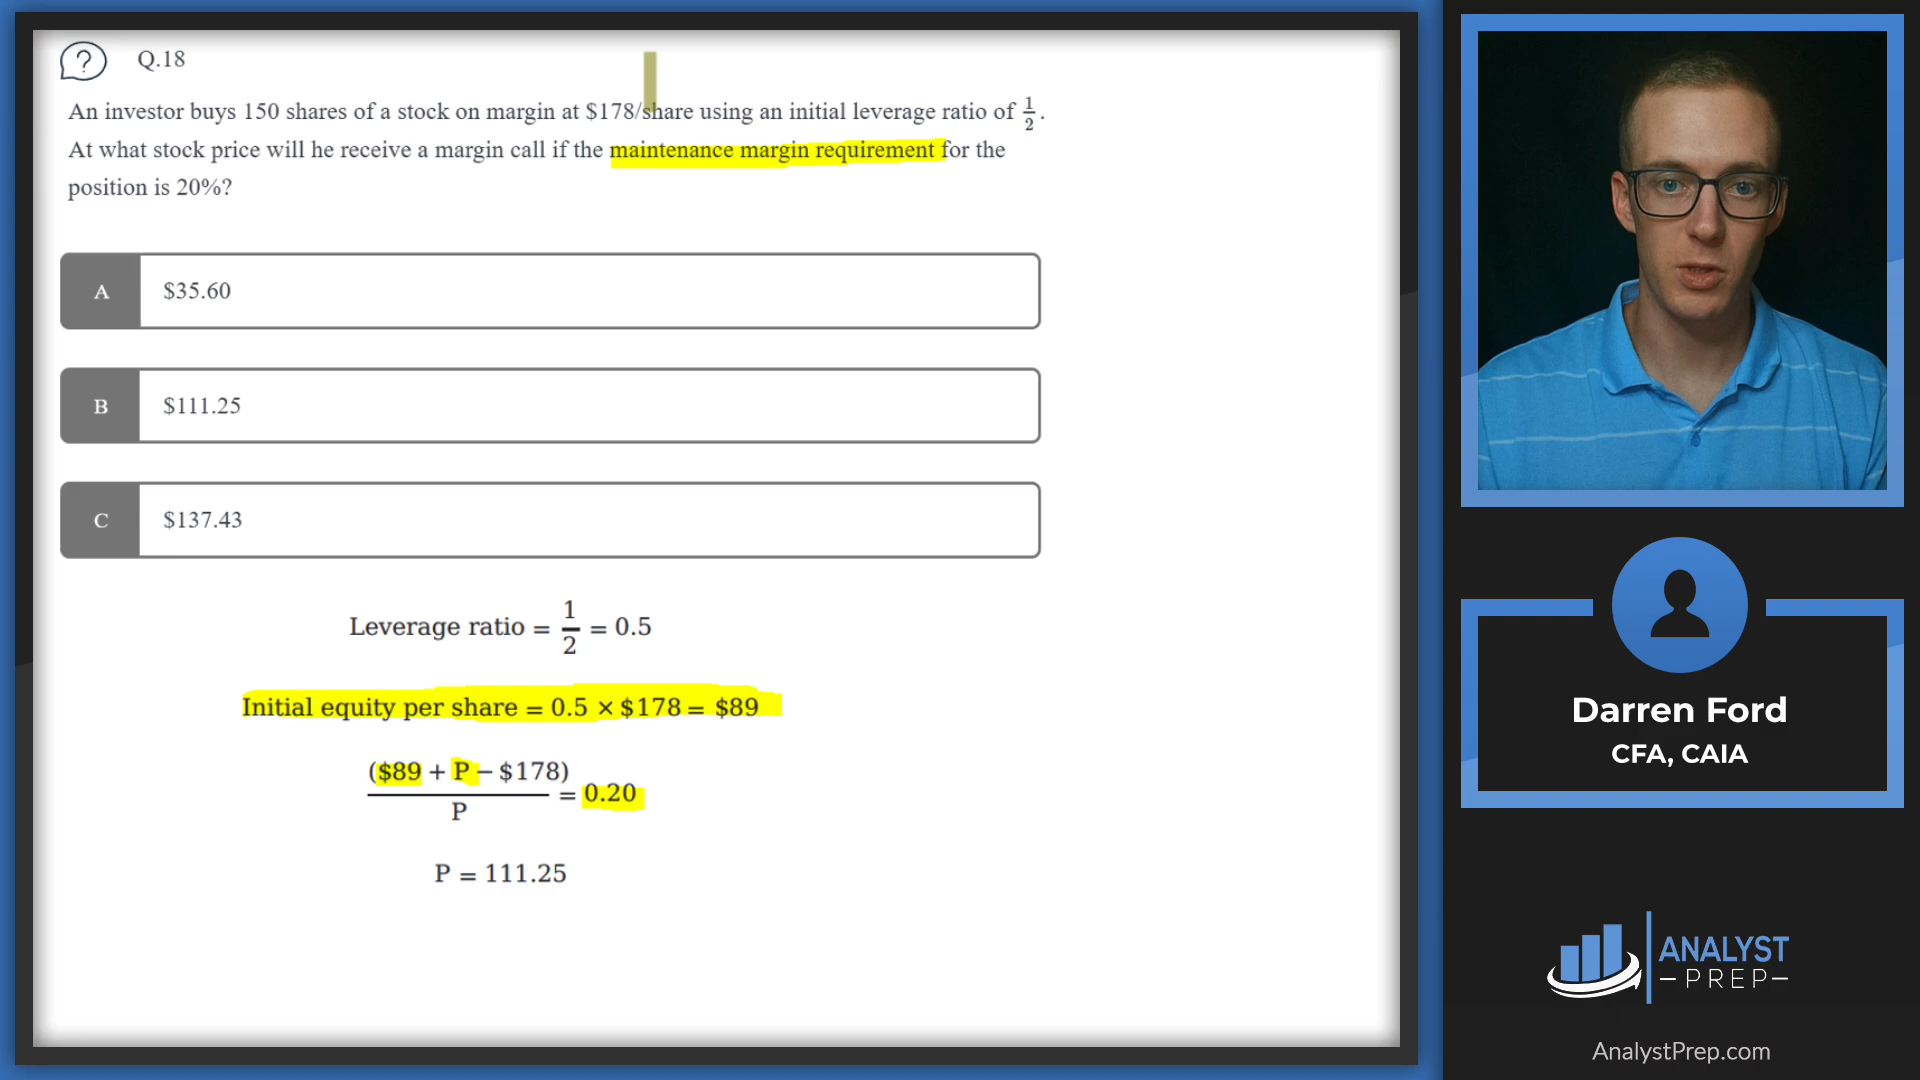 Q.18
An investor buys 150 shares of a stock on margin at $178/share using an initial leverage ratio of 1/2.
At what stock price will he receive a margin call if the maintenance margin requirement for the
position is 20%?
A $35.60
B $111.25
C $137.43
Leverage ratio = 1/2 = 0.5
Initial equity per share = 0.5 × $178 = $89
($89 + P − $178) / P = 0.20
P = 111.25
Darren Ford
CFA, CAIA
ANALYST
PREP
AnalystPrep.com